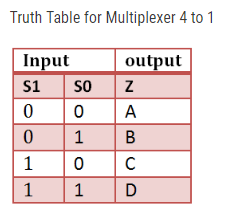 Truth Table for Multiplexer 4 to 1
Input output
S1 S0 Z
0 0 A
0 1 B
1 0 C
1 1 D